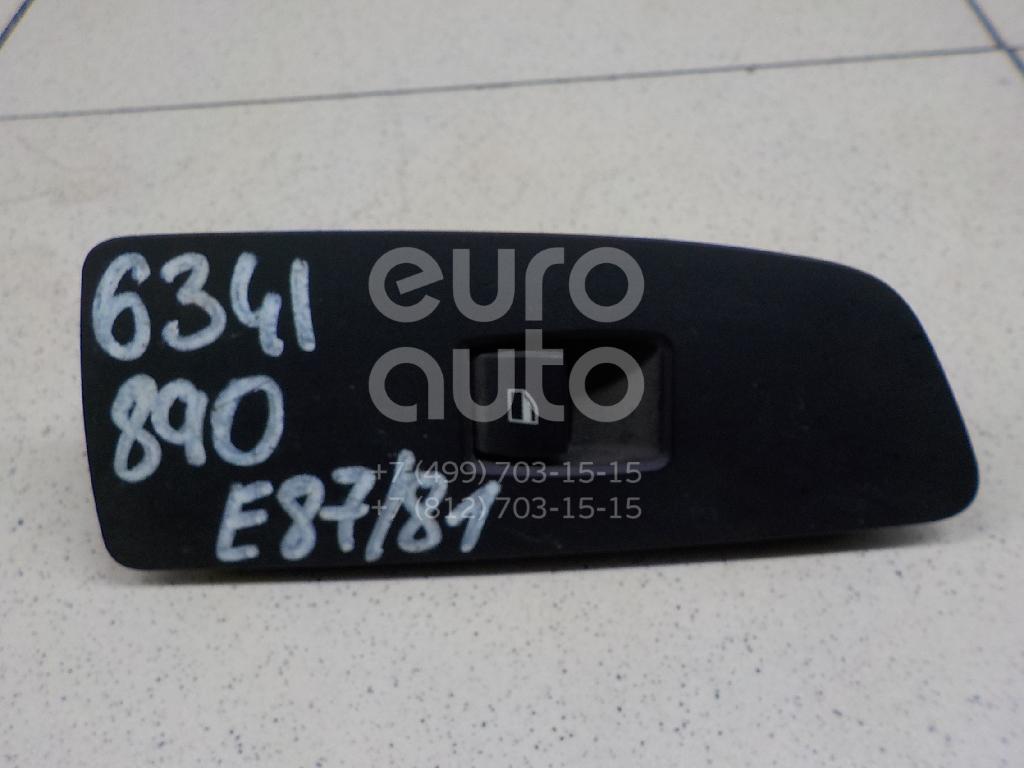 6341
890
E87/81
euro
auto
+7 (499) 703-15-15
+7 (812) 703-15-15